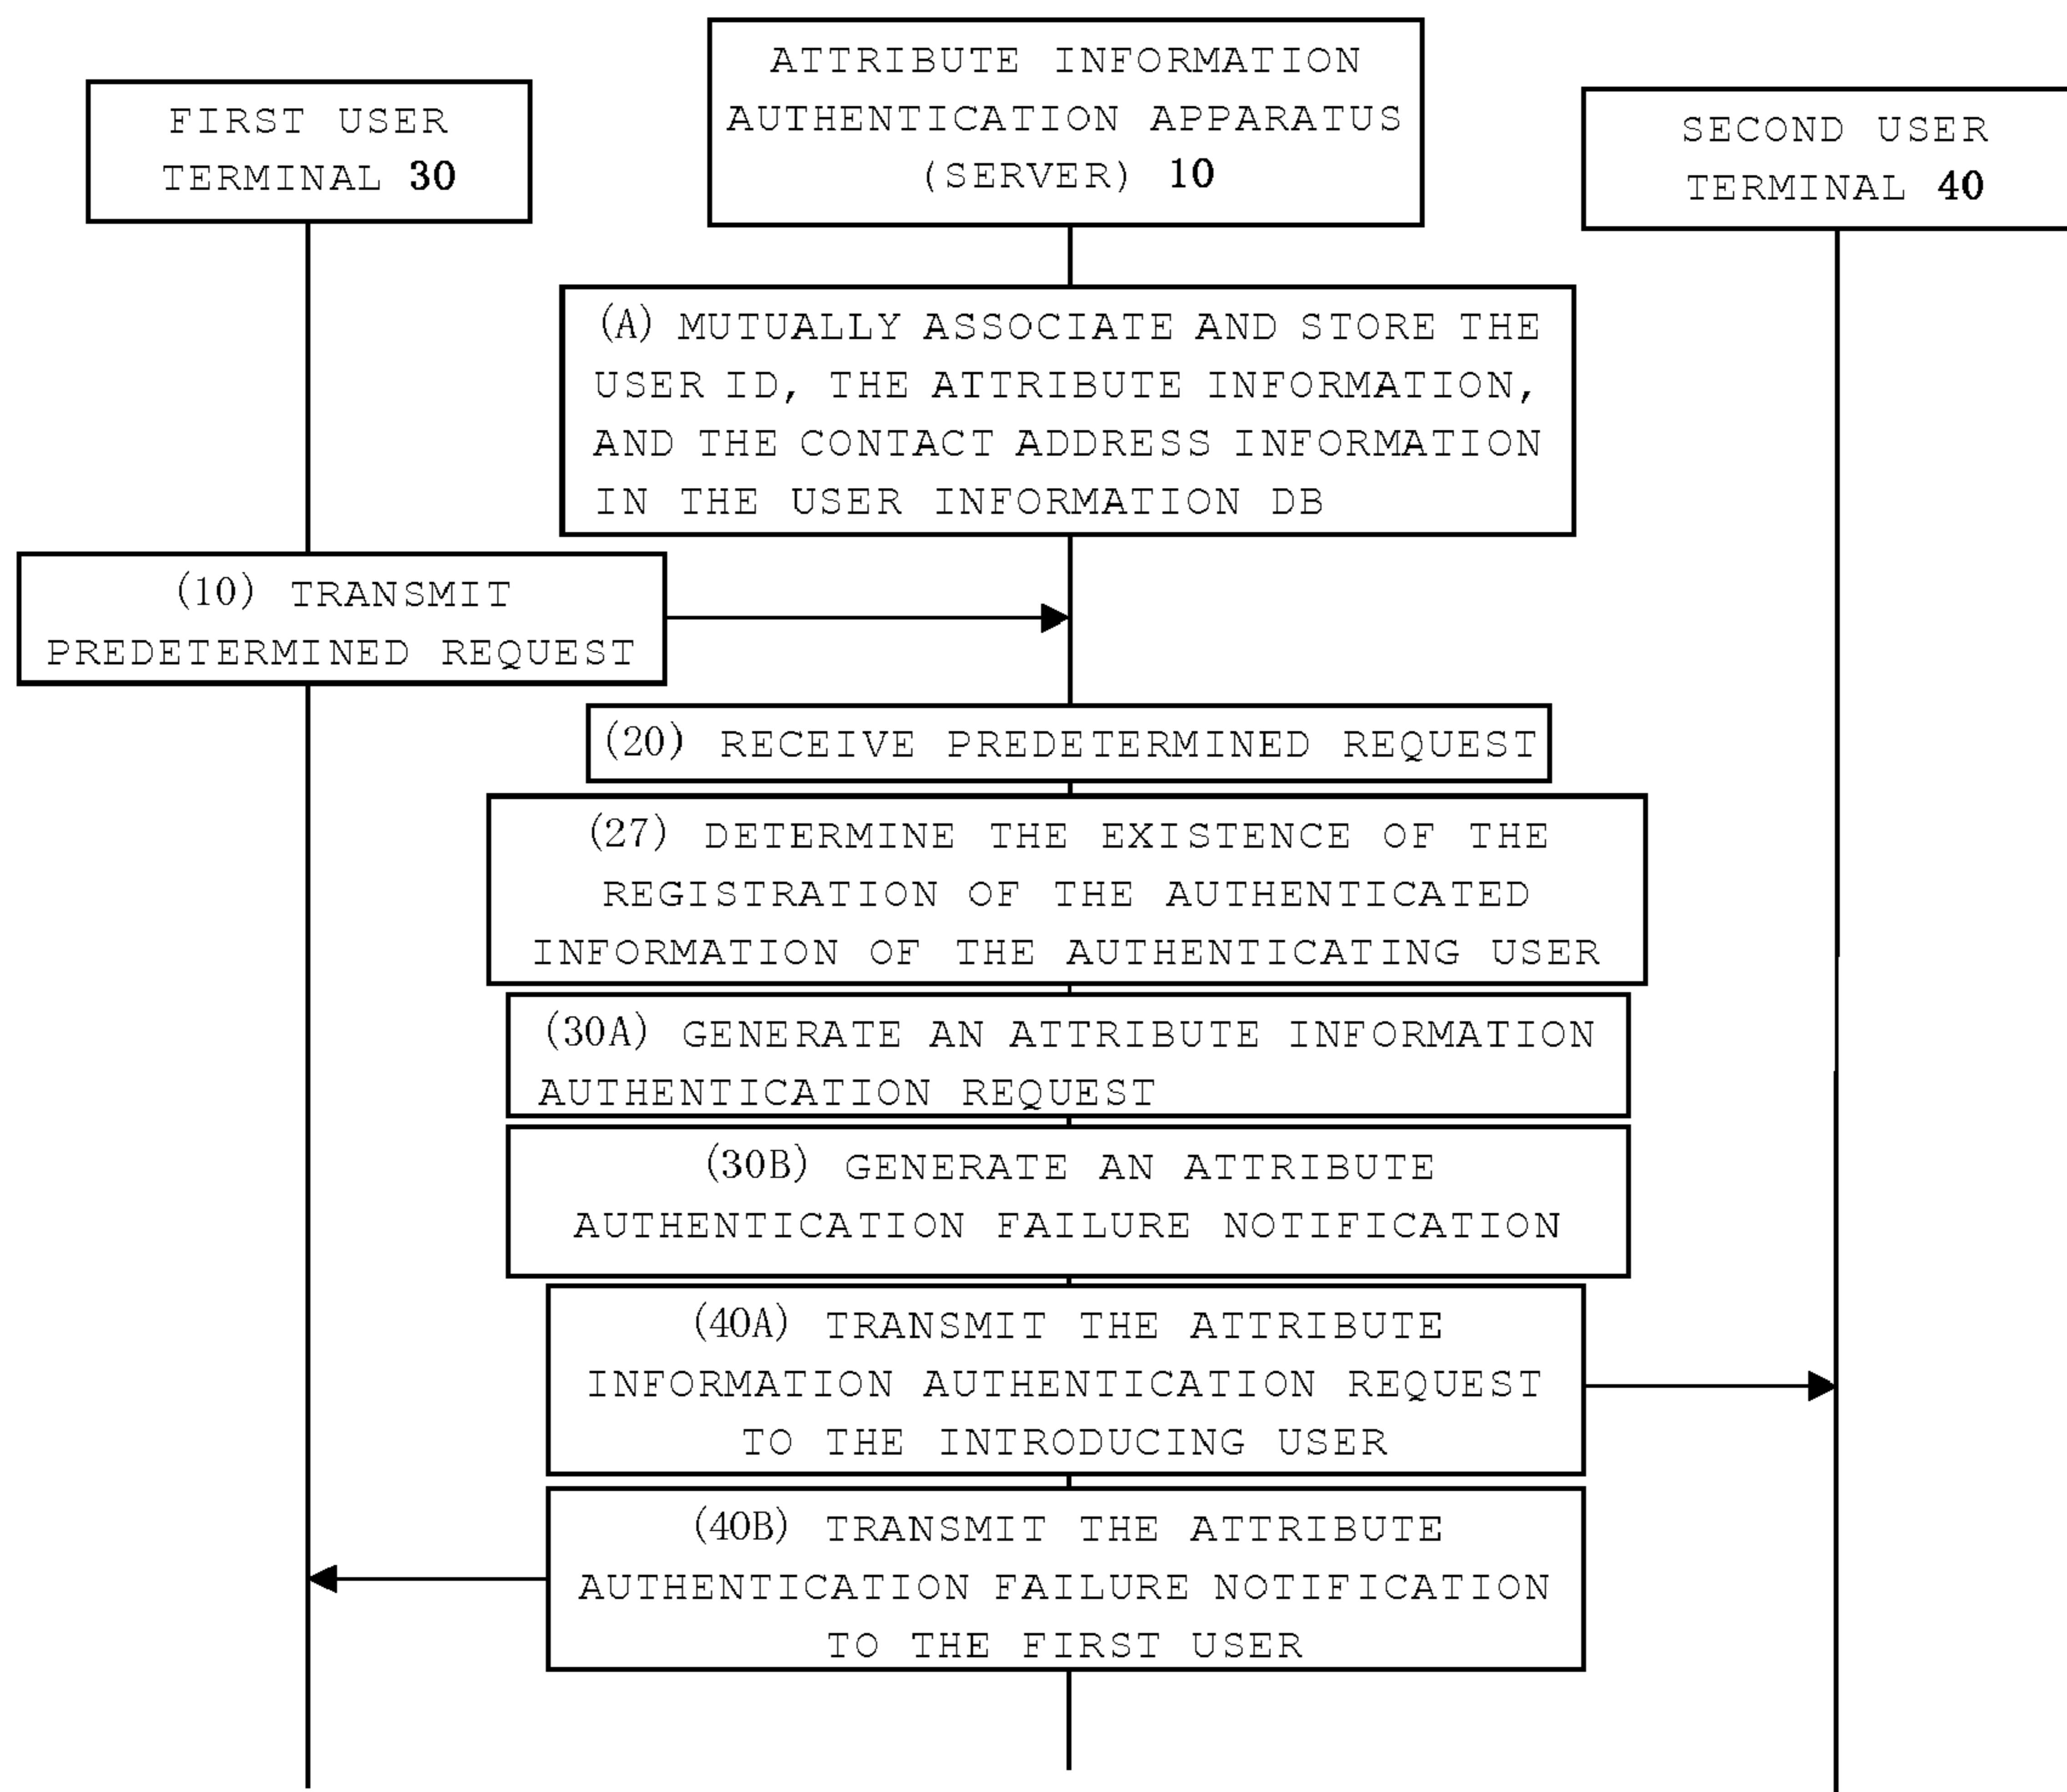 FIRST USER
TERMINAL 30
ATTRIBUTE INFORMATION
AUTHENTICATION APPARATUS
(SERVER) 10
SECOND USER
TERMINAL 40
(A) MUTUALLY ASSOCIATE AND STORE THE
USER ID, THE ATTRIBUTE INFORMATION,
AND THE CONTACT ADDRESS INFORMATION
IN THE USER INFORMATION DB
(10) TRANSMIT
PREDETERMINED REQUEST
(20) RECEIVE PREDETERMINED REQUEST
(27) DETERMINE THE EXISTENCE OF THE
REGISTRATION OF THE AUTHENTICATED
INFORMATION OF THE AUTHENTICATING USER
(30A) GENERATE AN ATTRIBUTE INFORMATION
AUTHENTICATION REQUEST
(30B) GENERATE AN ATTRIBUTE
AUTHENTICATION FAILURE NOTIFICATION
(40A) TRANSMIT THE ATTRIBUTE
INFORMATION AUTHENTICATION REQUEST
TO THE INTRODUCING USER
(40B) TRANSMIT THE ATTRIBUTE
AUTHENTICATION FAILURE NOTIFICATION
TO THE FIRST USER